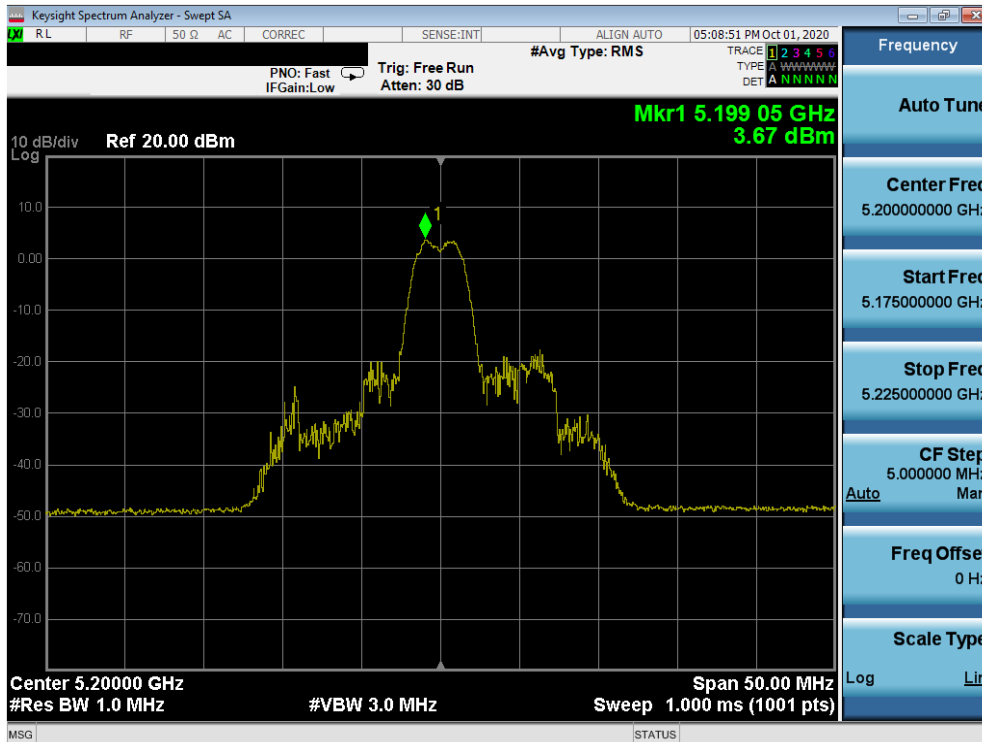 Keysight Spectrum Analyzer - Swept SA
LXI RL RF 50 Ω AC CORREC SENSE:INT ALIGN AUTO 05:08:51 PM Oct 01, 2020
#Avg Type: RMS TRACE 1 2 3 4 5 6
PNO: Fast Trig: Free Run TYPE A WWWWW
IFGain:Low Atten: 30 dB DET A N N N N N
Mkr1 5.199 05 GHz
3.67 dBm
10 dB/div Ref 20.00 dBm
Log
1
10.0
0.00
-10.0
-20.0
-30.0
-40.0
-50.0
-60.0
-70.0
Center 5.20000 GHz Span 50.00 MHz
#Res BW 1.0 MHz #VBW 3.0 MHz Sweep 1.000 ms (1001 pts)
MSG STATUS
Frequency
Auto Tune
Center Freq
5.200000000 GHz
Start Freq
5.175000000 GHz
Stop Freq
5.225000000 GHz
CF Step
5.000000 MHz
Auto Man
Freq Offset
0 Hz
Scale Type
Log Lin